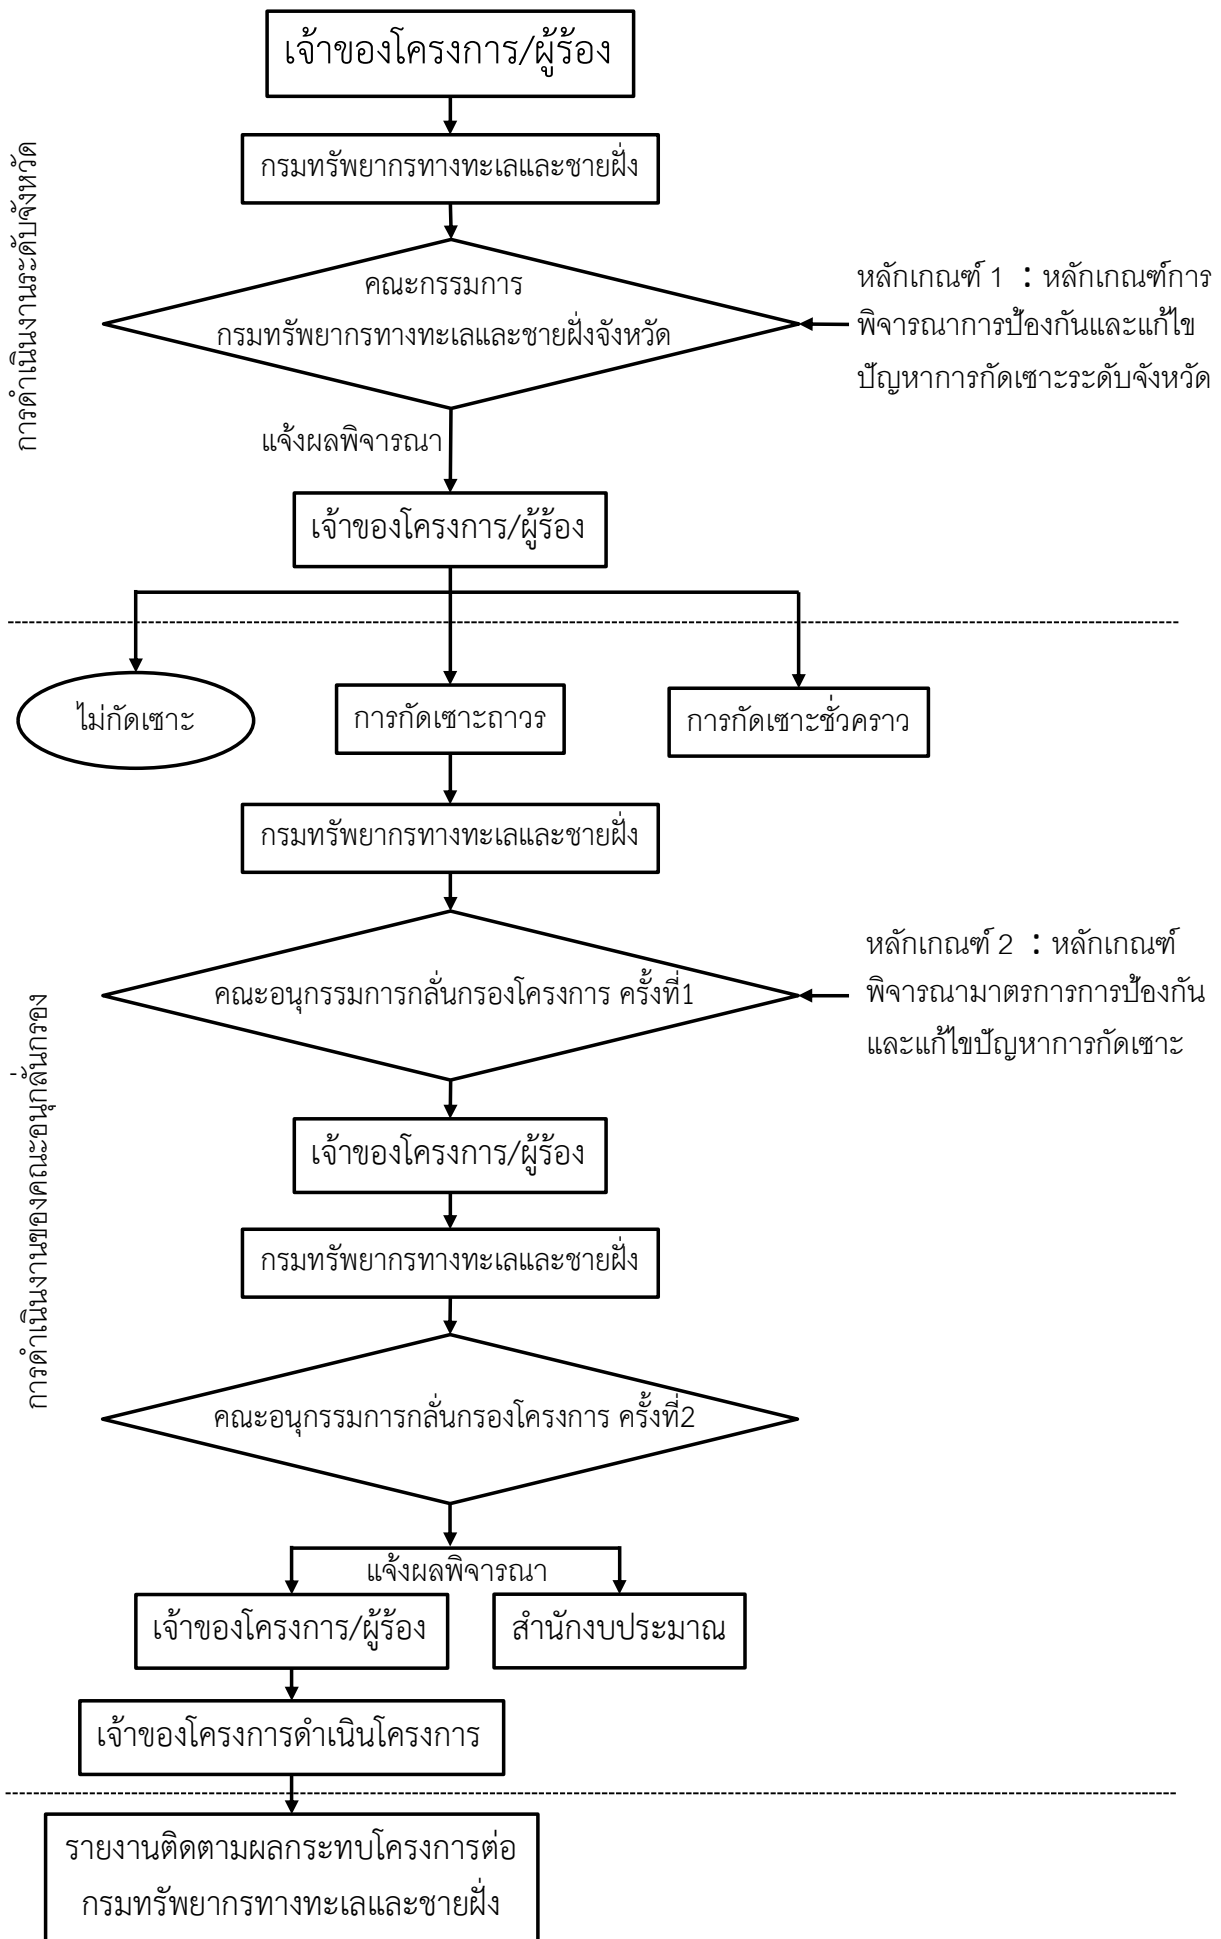 เจ้าของโครงการ/ผู้ร้อง
กรมทรัพยากรทางทะเลและชายฝั่ง
การดำเนินงานระดับจังหวัด
คณะกรรมการ
กรมทรัพยากรทางทะเลและชายฝั่งจังหวัด
หลักเกณฑ์ 1 : หลักเกณฑ์การ
พิจารณาการป้องกันและแก้ไข
ปัญหาการกัดเซาะระดับจังหวัด
แจ้งผลพิจารณา
เจ้าของโครงการ/ผู้ร้อง
ไม่กัดเซาะ
การกัดเซาะถาวร
การกัดเซาะชั่วคราว
กรมทรัพยากรทางทะเลและชายฝั่ง
การดำเนินงานของคณะอนุกลั่นกรอง
คณะอนุกรรมการกลั่นกรองโครงการ ครั้งที่1
หลักเกณฑ์ 2 : หลักเกณฑ์
พิจารณามาตรการการป้องกัน
และแก้ไขปัญหาการกัดเซาะ
เจ้าของโครงการ/ผู้ร้อง
กรมทรัพยากรทางทะเลและชายฝั่ง
คณะอนุกรรมการกลั่นกรองโครงการ ครั้งที่2
แจ้งผลพิจารณา
เจ้าของโครงการ/ผู้ร้อง
สำนักงบประมาณ
เจ้าของโครงการดำเนินโครงการ
รายงานติดตามผลกระทบโครงการต่อ
กรมทรัพยากรทางทะเลและชายฝั่ง